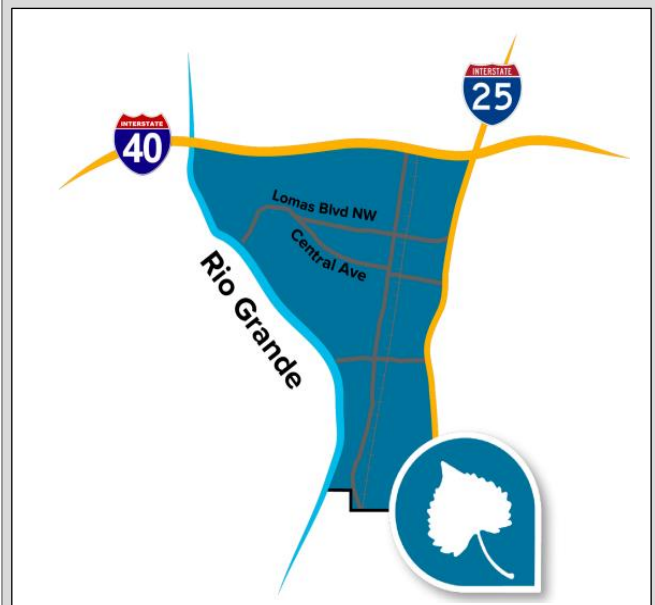 INTERSTATE
25
INTERSTATE
40
Lomas Blvd NW
Central Ave
Rio Grande